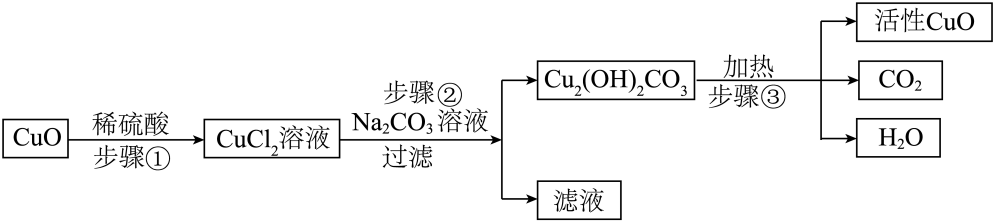 CuO
稀硫酸
步骤①
CuCl₂溶液
步骤②
Na₂CO₃溶液
过滤
Cu₂(OH)₂CO₃
滤液
加热
步骤③
活性CuO
CO₂
H₂O